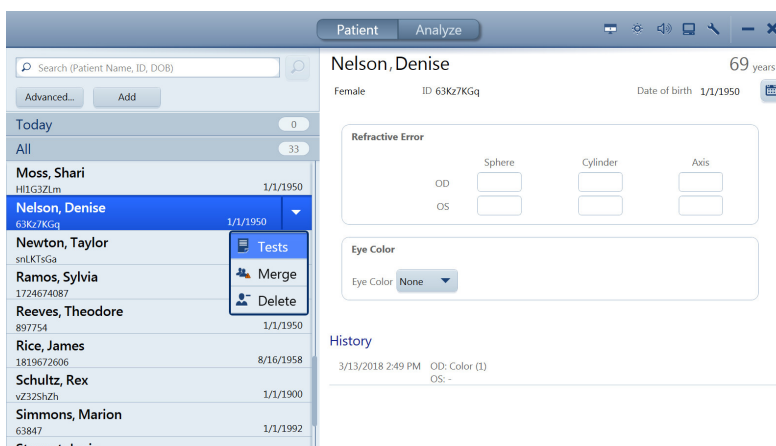 Patient Analyze
Search (Patient Name, ID, DOB)
Advanced... Add
Today 0
All 33
Moss, Shari
HI1G3ZLm 1/1/1950
Nelson, Denise
63Kz7KGq 1/1/1950
Newton, Taylor
snLKTsGa
Ramos, Sylvia
1724674087
Reeves, Theodore
897754 1/1/1950
Rice, James
1819672606 8/16/1958
Schultz, Rex
vZ32ShZh 1/1/1900
Simmons, Marion
63847 1/1/1992
Tests
Merge
Delete
Nelson, Denise 69 years
Female ID 63Kz7KGq Date of birth 1/1/1950
Refractive Error
Sphere Cylinder Axis
OD
OS
Eye Color
Eye Color None
History
3/13/2018 2:49 PM OD: Color (1)
OS: -